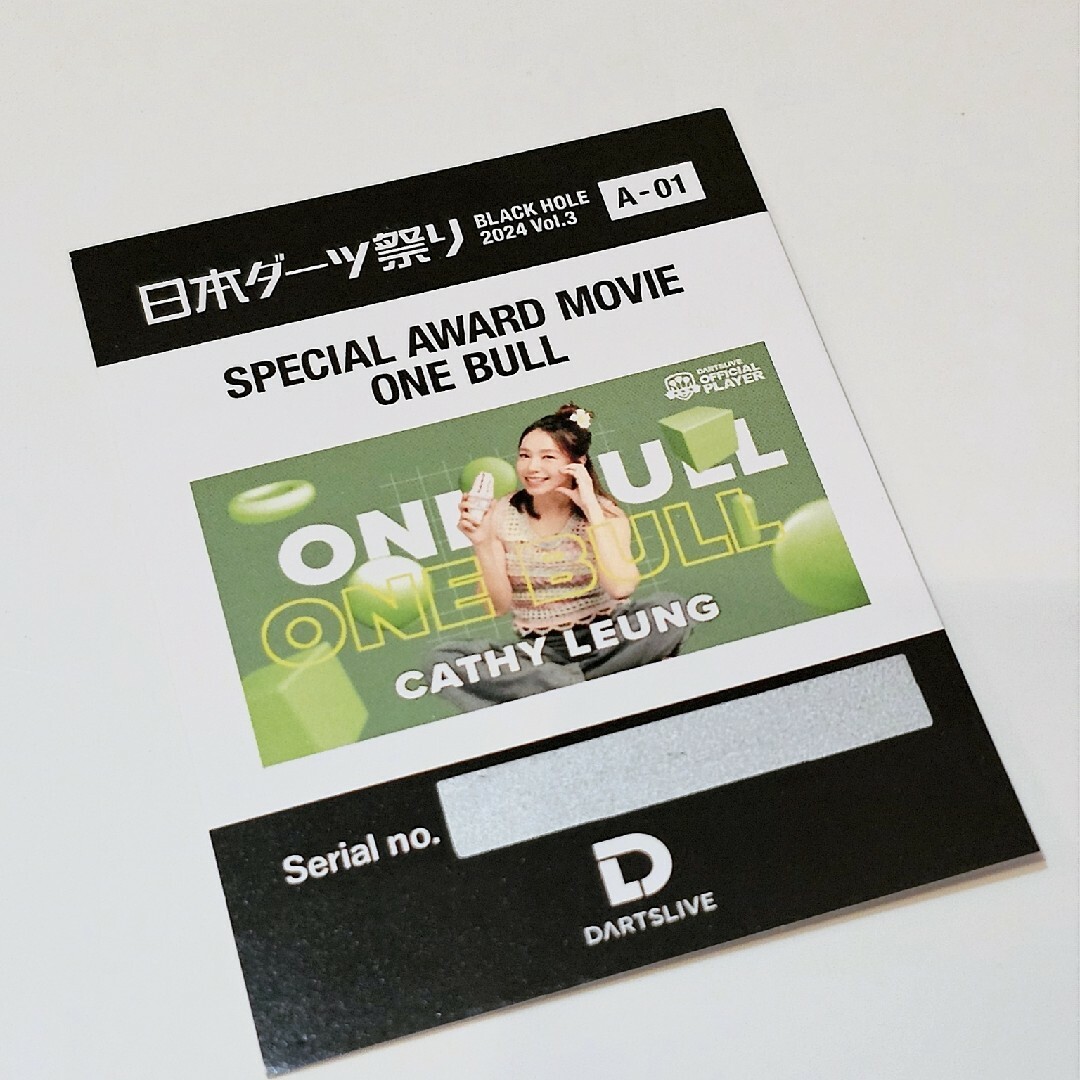 日本ダーツ祭り
BLACK HOLE
2024 Vol.3
A-01
SPECIAL AWARD MOVIE
ONE BULL
DARTSLIVE
OFFICIAL
PLAYER
ONE BULL
ONE BULL
CATHY LEUNG
Serial no.
DARTSLIVE